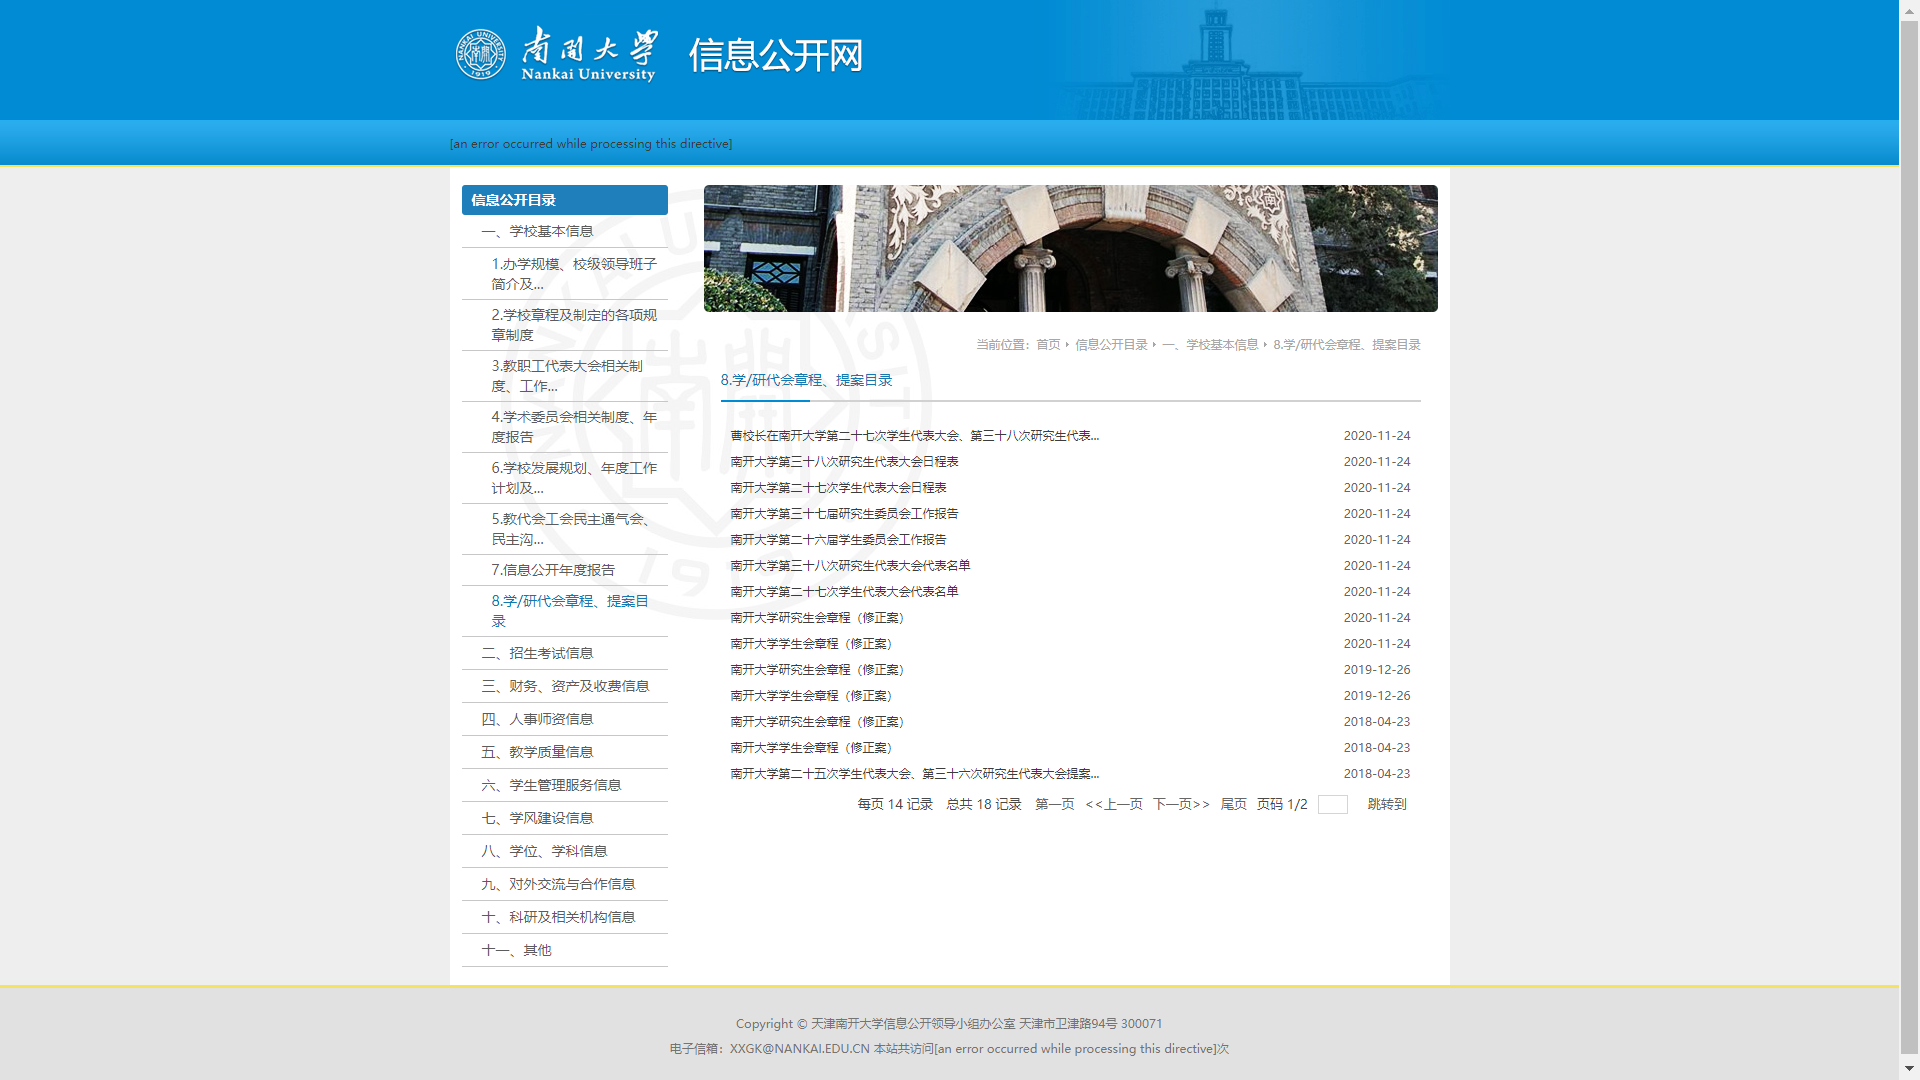 南開大学
Nankai University
信息公开网
NANKAI UNIVERSITY
1919
[an error occurred while processing this directive]
信息公开目录
一、学校基本信息
1.办学规模、校级领导班子
简介及...
2.学校章程及制定的各项规
章制度
3.教职工代表大会相关制
度、工作...
4.学术委员会相关制度、年
度报告
6.学校发展规划、年度工作
计划及...
5.教代会工会民主通气会、
民主沟...
7.信息公开年度报告
8.学/研代会章程、提案目
录
二、招生考试信息
三、财务、资产及收费信息
四、人事师资信息
五、教学质量信息
六、学生管理服务信息
七、学风建设信息
八、学位、学科信息
九、对外交流与合作信息
十、科研及相关机构信息
十一、其他
当前位置：首页 信息公开目录 一、学校基本信息 8.学/研代会章程、提案目录
8.学/研代会章程、提案目录
曹校长在南开大学第二十七次学生代表大会、第三十八次研究生代表... 2020-11-24
南开大学第三十八次研究生代表大会日程表 2020-11-24
南开大学第二十七次学生代表大会日程表 2020-11-24
南开大学第三十七届研究生委员会工作报告 2020-11-24
南开大学第二十六届学生委员会工作报告 2020-11-24
南开大学第三十八次研究生代表大会代表名单 2020-11-24
南开大学第二十七次学生代表大会代表名单 2020-11-24
南开大学研究生会章程（修正案） 2020-11-24
南开大学学生会章程（修正案） 2020-11-24
南开大学研究生会章程（修正案） 2019-12-26
南开大学学生会章程（修正案） 2019-12-26
南开大学研究生会章程（修正案） 2018-04-23
南开大学学生会章程（修正案） 2018-04-23
南开大学第二十五次学生代表大会、第三十六次研究生代表大会提案... 2018-04-23
每页 14 记录 总共 18 记录 第一页 <<上一页 下一页>> 尾页 页码 1/2 跳转到
Copyright © 天津南开大学信息公开领导小组办公室 天津市卫津路94号 300071
电子信箱：XXGK@NANKAI.EDU.CN 本站共访问[an error occurred while processing this directive]次